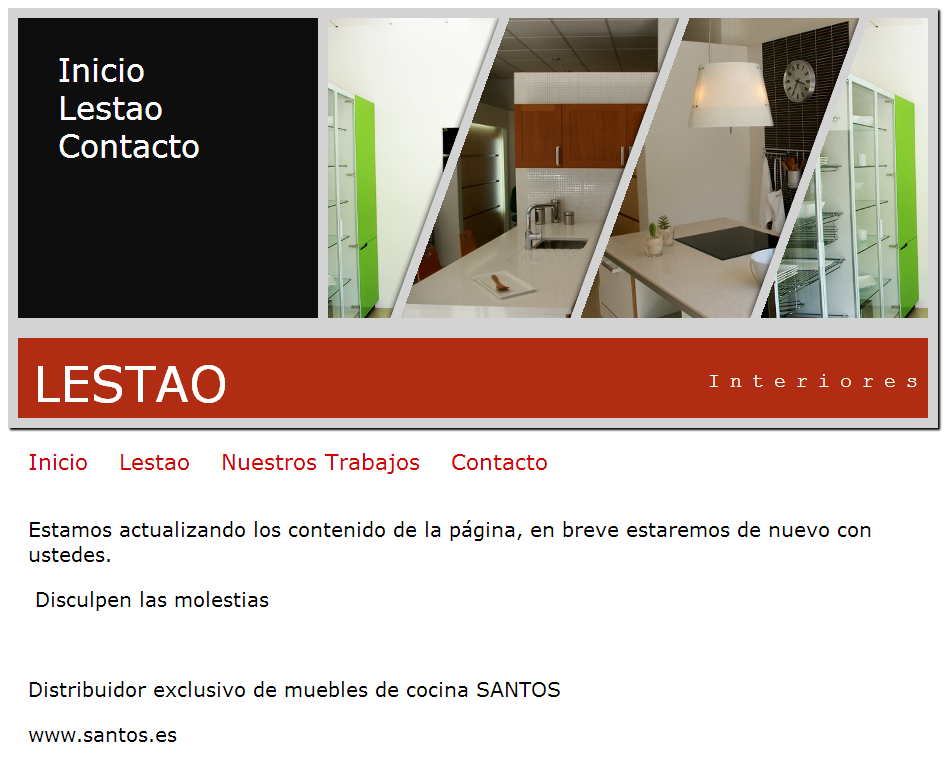 Inicio
Lestao
Contacto
LESTAO
Interiores
Inicio Lestao Nuestros Trabajos Contacto
Estamos actualizando los contenido de la página, en breve estaremos de nuevo con
ustedes.
Disculpen las molestias
Distribuidor exclusivo de muebles de cocina SANTOS
www.santos.es